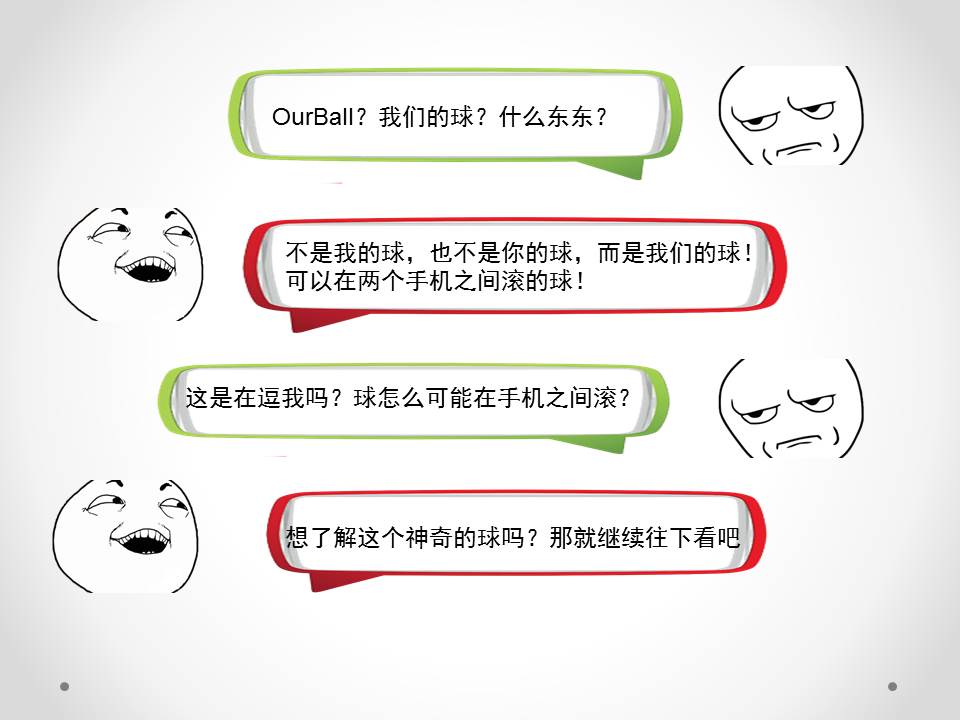 OurBall？我们的球？什么东东？
不是我的球，也不是你的球，而是我们的球！
可以在两个手机之间滚的球！
这是在逗我吗？球怎么可能在手机之间滚？
想了解这个神奇的球吗？那就继续往下看吧